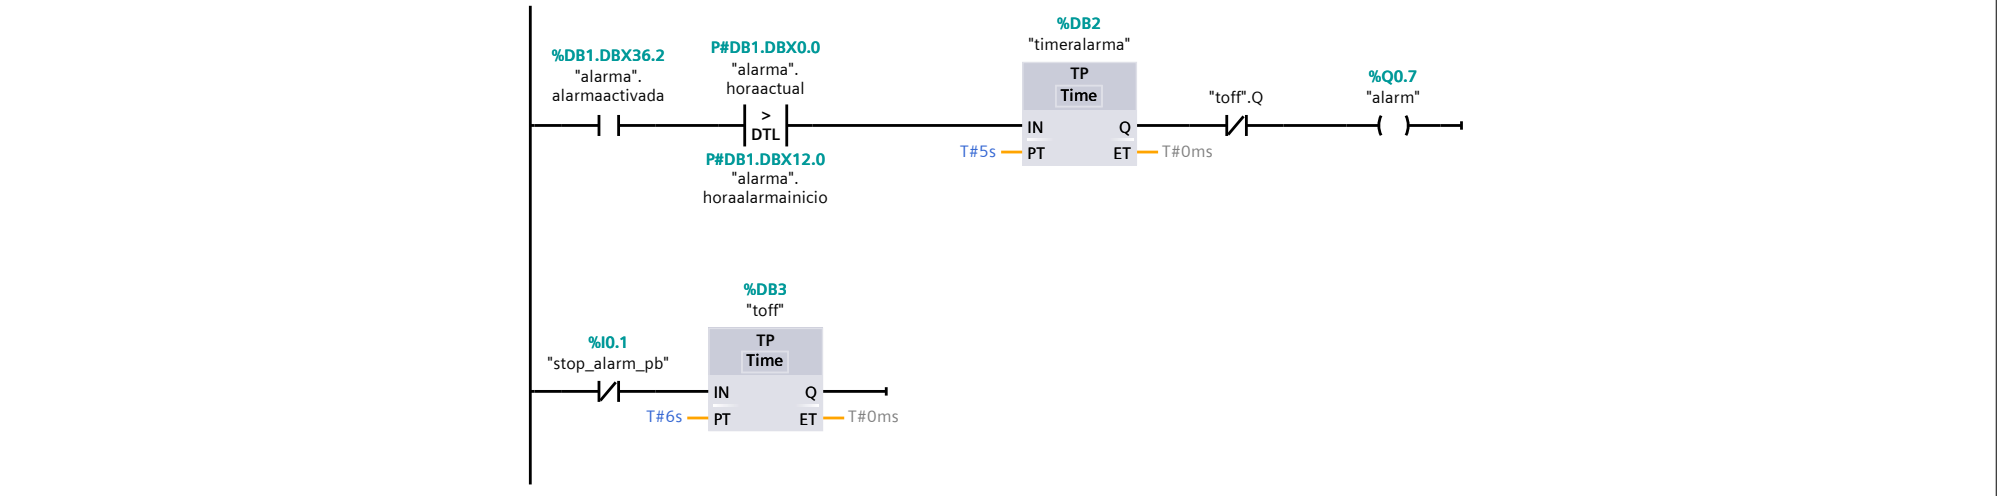 %DB2
"timeralarma"
%DB1.DBX36.2
"alarma".
alarmaactivada
P#DB1.DBX0.0
"alarma".
horaactual
>
DTL
P#DB1.DBX12.0
"alarma".
horaalarmainicio
TP
Time
IN
Q
T#5s
PT
ET
T#0ms
"toff".Q
%Q0.7
"alarm"
%DB3
"toff"
%I0.1
"stop_alarm_pb"
TP
Time
IN
Q
T#6s
PT
ET
T#0ms